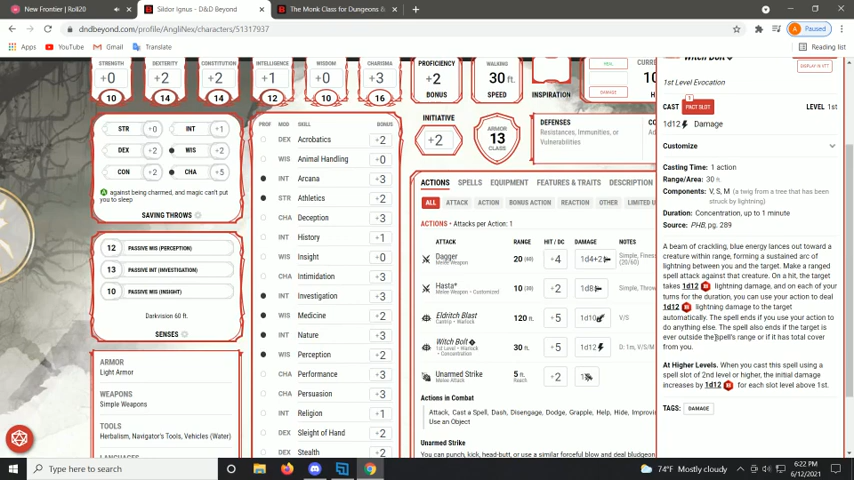 New Frontier | Roll20
Sildor Ignus - D&D Beyond
The Monk Class for Dungeons &
dndbeyond.com/profile/AngliNex/characters/51317937
A Paused
Apps YouTube Gmail Translate
Reading list
STRENGTH DEXTERITY CONSTITUTION INTELLIGENCE WISDOM CHARISMA
+0 +2 +2 +1 +0 +3
10 14 14 12 10 16
PROFICIENCY
+2
BONUS
WALKING
30 ft.
SPEED
INSPIRATION
HEAL
DAMAGE
CURRE
10
H
STR +0 INT +1
DEX +2 WIS +2
CON +2 CHA +5
against being charmed, and magic can't put
you to sleep
SAVING THROWS
12 PASSIVE WIS (PERCEPTION)
13 PASSIVE INT (INVESTIGATION)
10 PASSIVE WIS (INSIGHT)
Darkvision 60 ft.
SENSES
ARMOR
Light Armor
WEAPONS
Simple Weapons
TOOLS
Herbalism, Navigator's Tools, Vehicles (Water)
LANGUAGES
PROF MOD SKILL BONUS
DEX Acrobatics +2
WIS Animal Handling +0
INT Arcana +3
STR Athletics +2
CHA Deception +3
INT History +1
WIS Insight +0
CHA Intimidation +3
INT Investigation +3
WIS Medicine +2
INT Nature +3
WIS Perception +2
CHA Performance +3
CHA Persuasion +3
INT Religion +1
DEX Sleight of Hand +2
DEX Stealth +2
INITIATIVE
+2
ARMOR
13
CLASS
DEFENSES
Resistances, Immunities, or
Vulnerabilities
CO
ACTIONS SPELLS EQUIPMENT FEATURES & TRAITS DESCRIPTION
ALL ATTACK ACTION BONUS ACTION REACTION OTHER LIMITED U
ACTIONS • Attacks per Action: 1
ATTACK RANGE HIT / DC DAMAGE NOTES
Dagger
Melee Weapon
20 (60) +4 1d4+2 Simple, Finess
(20/60)
Hasta*
Melee Weapon • Customized
10 (30) +2 1d8 Simple, Throw
Eldritch Blast
Cantrip • Warlock
120 ft. +5 1d10 V/S
Witch Bolt
1st Level • Warlock
• Concentration
30 ft. +5 1d12 D: 1m, V/S/M
Unarmed Strike
Melee Attack
5 ft.
Reach
+2 1
Actions in Combat
Attack, Cast a Spell, Dash, Disengage, Dodge, Grapple, Help, Hide, Improvi
Use an Object
Unarmed Strike
You can punch, kick, head-butt, or use a similar forceful blow and deal bludgeon
Witch Bolt
DISPLAY IN VTT
1st Level Evocation
CAST 1 PACT SLOT LEVEL 1st
1d12 Damage
Customize
Casting Time: 1 action
Range/Area: 30 ft.
Components: V, S, M (a twig from a tree that has been
struck by lightning)
Duration: Concentration, up to 1 minute
Source: PHB, pg. 289
A beam of crackling, blue energy lances out toward a
creature within range, forming a sustained arc of
lightning between you and the target. Make a ranged
spell attack against that creature. On a hit, the target
takes 1d12 lightning damage, and on each of your
turns for the duration, you can use your action to deal
1d12 lightning damage to the target
automatically. The spell ends if you use your action to
do anything else. The spell also ends if the target is
ever outside the spell's range or if it has total cover
from you.
At Higher Levels. When you cast this spell using a
spell slot of 2nd level or higher, the initial damage
increases by 1d12 for each slot level above 1st.
TAGS: DAMAGE
Type here to search
74°F Mostly cloudy
6:22 PM
6/12/2021